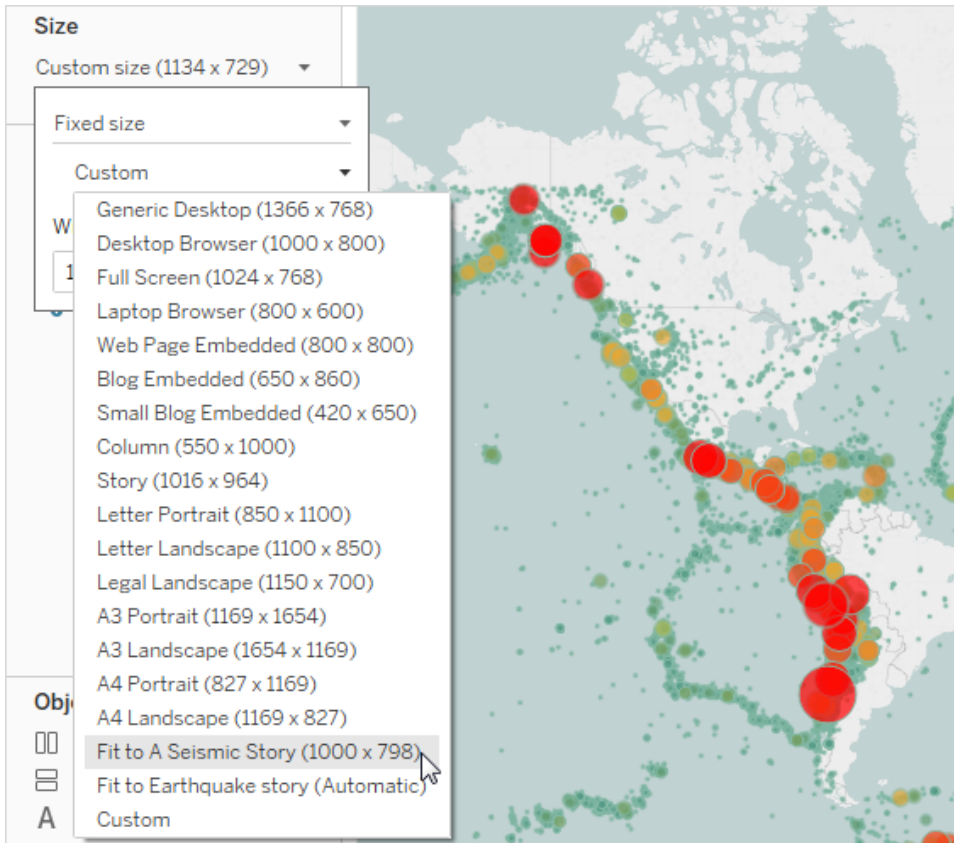 Size
Custom size (1134 x 729)
Fixed size
Custom
Generic Desktop (1366 x 768)
Desktop Browser (1000 x 800)
Full Screen (1024 x 768)
Laptop Browser (800 x 600)
Web Page Embedded (800 x 800)
Blog Embedded (650 x 860)
Small Blog Embedded (420 x 650)
Column (550 x 1000)
Story (1016 x 964)
Letter Portrait (850 x 1100)
Letter Landscape (1100 x 850)
Legal Landscape (1150 x 700)
A3 Portrait (1169 x 1654)
A3 Landscape (1654 x 1169)
A4 Portrait (827 x 1169)
A4 Landscape (1169 x 827)
Fit to A Seismic Story (1000 x 798)
Fit to Earthquake story (Automatic)
Custom
A